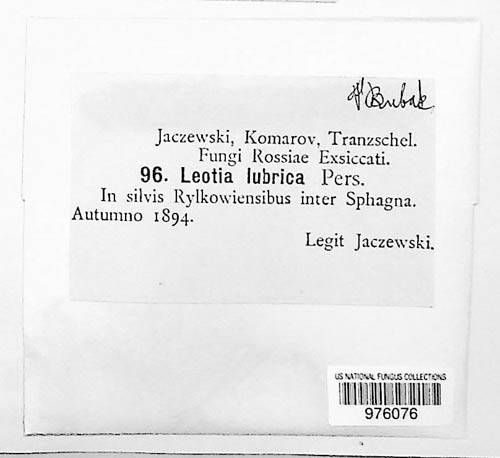 Bubak
Jaczewski, Komarov, Tranzschel.
Fungi Rossiae Exsiccati.
96. Leotia lubrica Pers.
In silvis Rylkowiensibus inter Sphagna.
Autumno 1894.
Legit Jaczewski.
US NATIONAL FUNGUS COLLECTIONS
976076